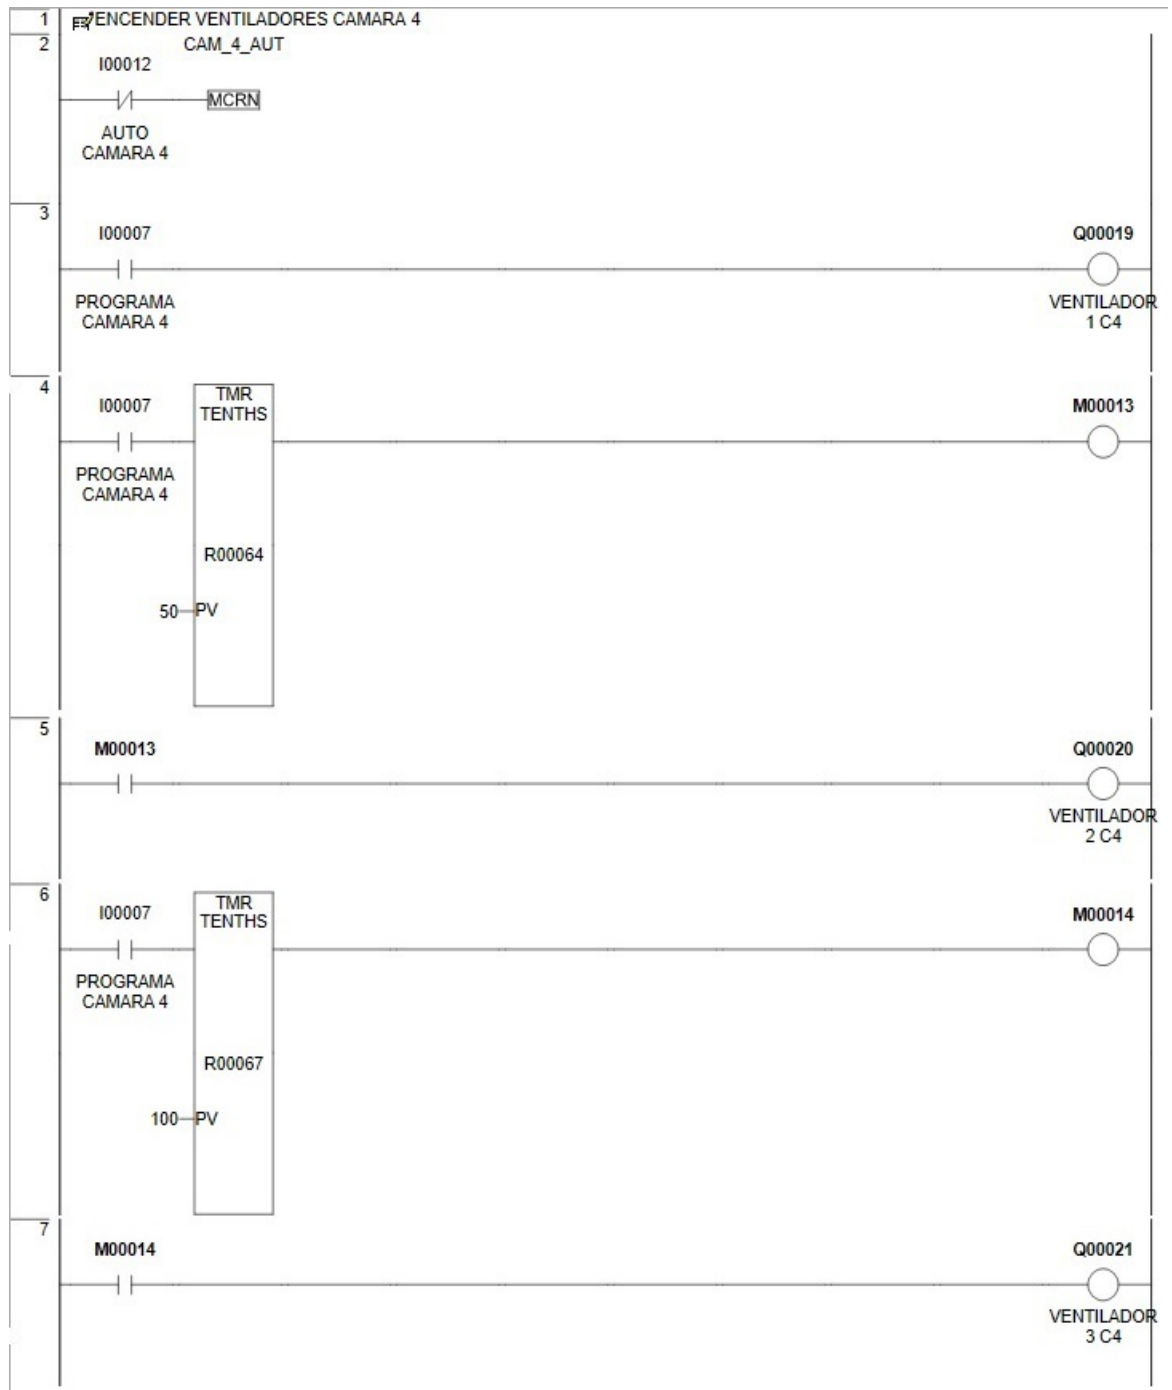 1 ENCENDER VENTILADORES CAMARA 4
2 CAM_4_AUT
I00012
MCRN
AUTO
CAMARA 4
3
I00007 Q00019
PROGRAMA VENTILADOR
CAMARA 4 1 C4
4 TMR
I00007 TENTHS M00013
PROGRAMA
CAMARA 4
R00064
50 PV
5
M00013 Q00020
VENTILADOR
2 C4
6 TMR
I00007 TENTHS M00014
PROGRAMA
CAMARA 4
R00067
100 PV
7
M00014 Q00021
VENTILADOR
3 C4